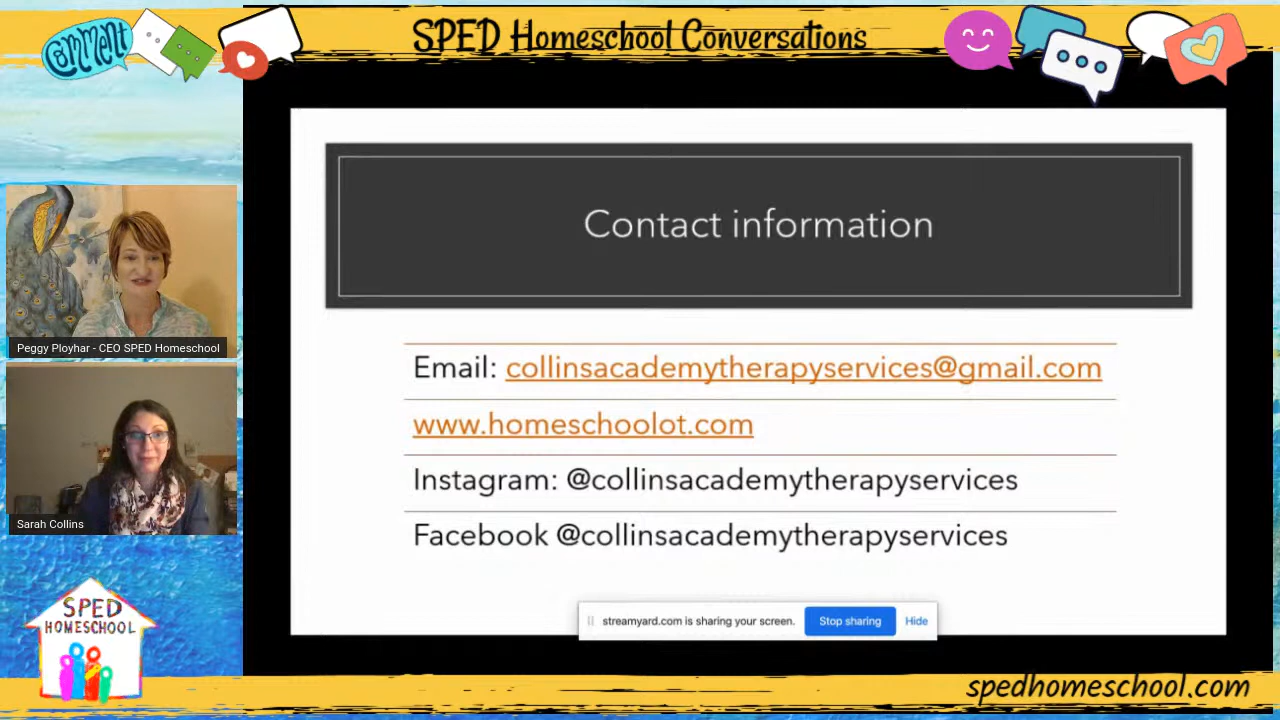 Comment
SPED Homeschool Conversations
Contact information
Peggy Ployhar - CEO SPED Homeschool
Email: collinsacademytherapyservices@gmail.com
www.homeschoolot.com
Instagram: @collinsacademytherapyservices
Sarah Collins
Facebook @collinsacademytherapyservices
SPED
HOMESCHOOL
streamyard.com is sharing your screen. Stop sharing Hide
spedhomeschool.com